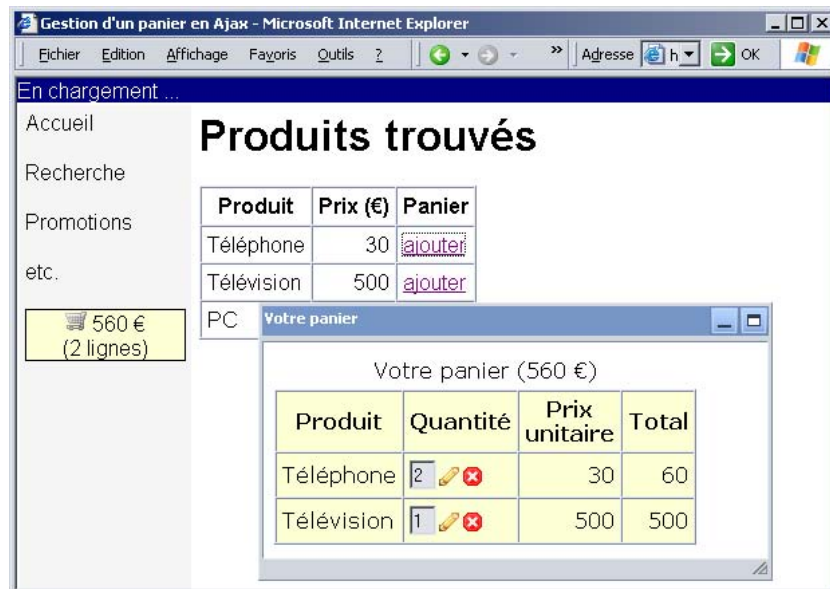 Gestion d'un panier en Ajax - Microsoft Internet Explorer
Fichier Edition Affichage Favoris Outils ? » Adresse h OK
En chargement ...
Accueil
Recherche
Promotions
etc.
560 €
(2 lignes)
Produits trouvés
Produit Prix (€) Panier
Téléphone 30 ajouter
Télévision 500 ajouter
PC
Votre panier
Votre panier (560 €)
Produit Quantité Prix unitaire Total
Téléphone 2 30 60
Télévision 1 500 500